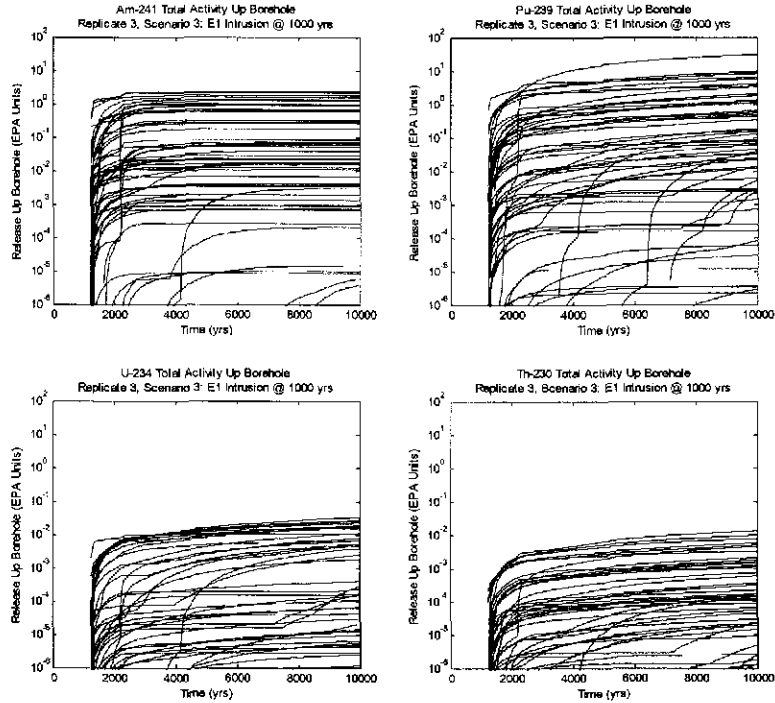 Am-241 Total Activity Up Borehole
Replicate 3, Scenario 3: E1 Intrusion @ 1000 yrs
Release Up Borehole (EPA Units)
10^2
10^1
10^0
10^-1
10^-2
10^-3
10^-4
10^-5
10^-6
0 2000 4000 6000 8000 10000
Time (yrs)
Pu-239 Total Activity Up Borehole
Replicate 3, Scenario 3: E1 Intrusion @ 1000 yrs
Release Up Borehole (EPA Units)
10^2
10^1
10^0
10^-1
10^-2
10^-3
10^-4
10^-5
10^-6
0 2000 4000 6000 8000 10000
Time (yrs)
U-234 Total Activity Up Borehole
Replicate 3, Scenario 3: E1 Intrusion @ 1000 yrs
Release Up Borehole (EPA Units)
10^2
10^1
10^0
10^-1
10^-2
10^-3
10^-4
10^-5
10^-6
0 2000 4000 6000 8000 10000
Time (yrs)
Th-230 Total Activity Up Borehole
Replicate 3, Scenario 3: E1 Intrusion @ 1000 yrs
Release Up Borehole (EPA Units)
10^2
10^1
10^0
10^-1
10^-2
10^-3
10^-4
10^-5
10^-6
0 2000 4000 6000 8000 10000
Time (yrs)